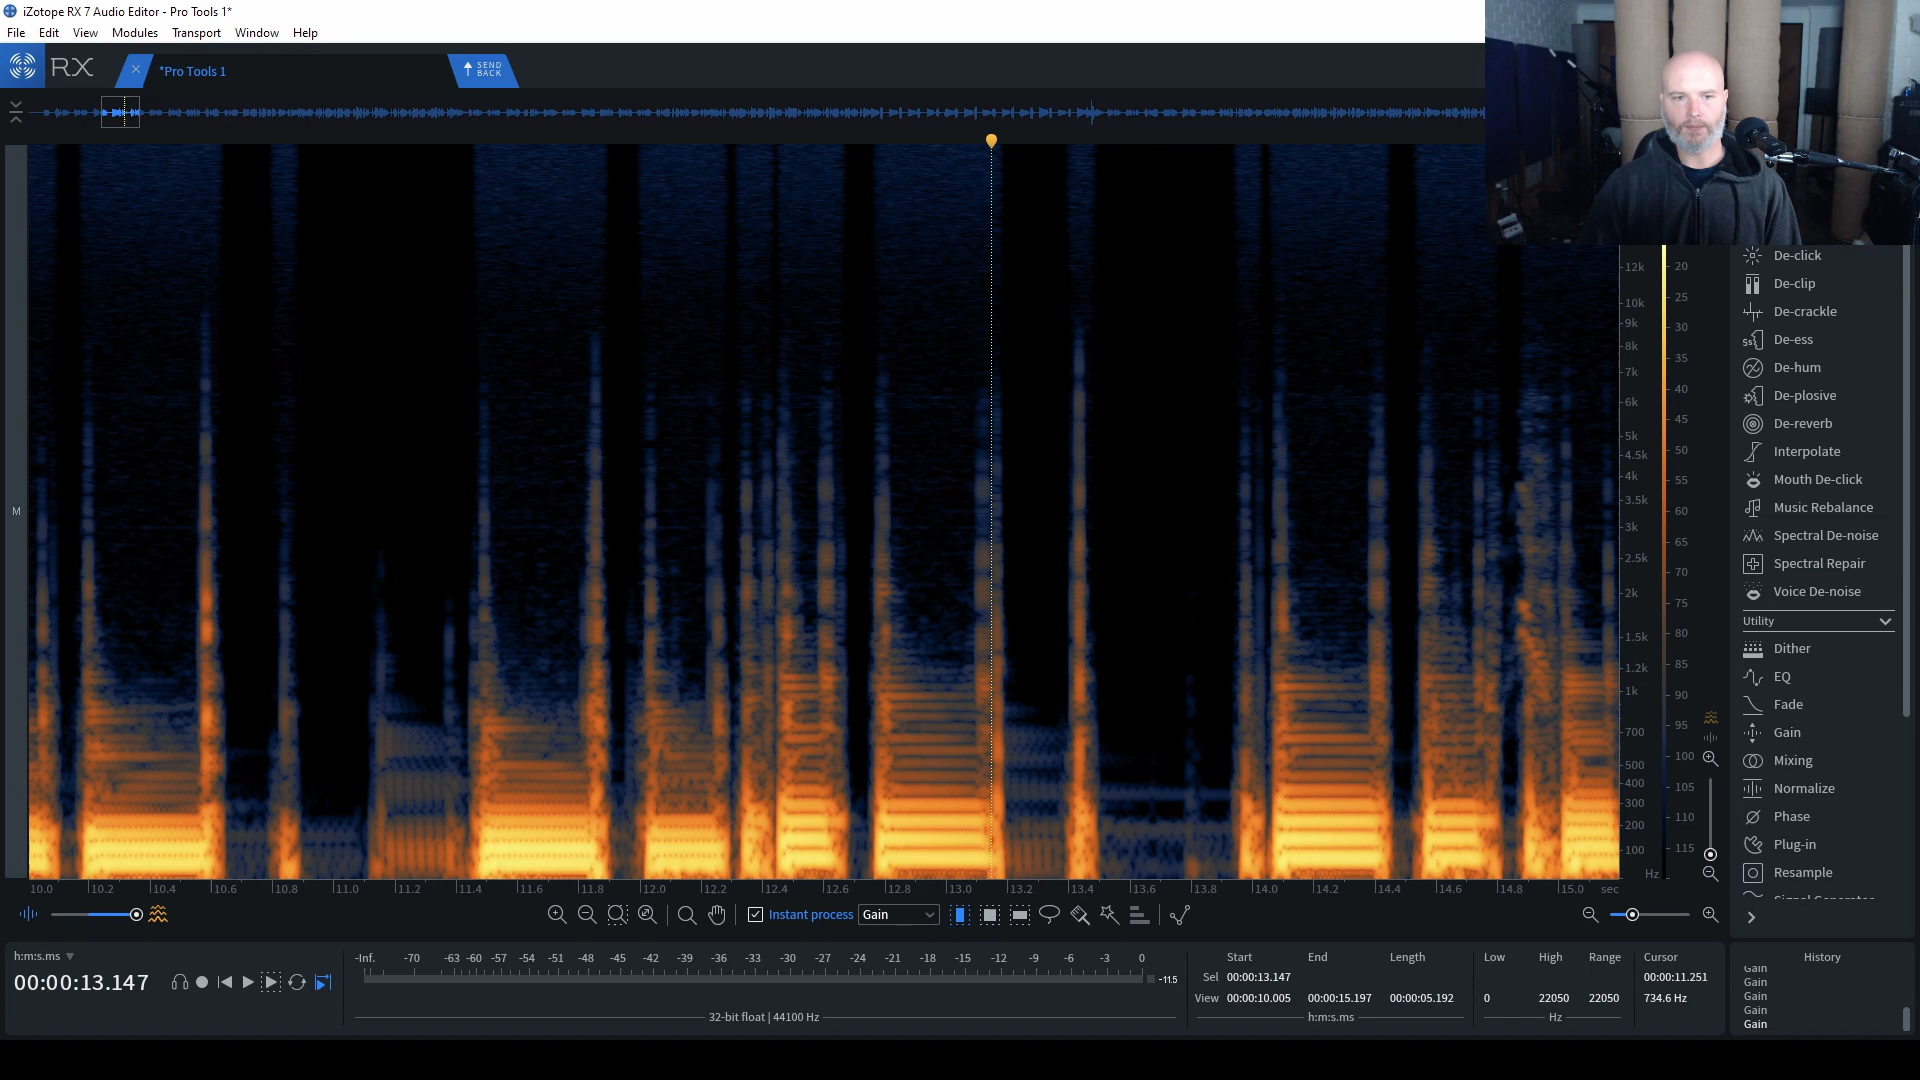 iZotope RX 7 Audio Editor - Pro Tools 1*
File Edit View Modules Transport Window Help
RX
*Pro Tools 1
SEND
BACK
M
12k
10k
9k
8k
7k
6k
5k
4.5k
4k
3.5k
3k
2.5k
2k
1.5k
1.2k
1k
700
500
400
300
200
100
Hz
20
25
30
35
40
45
50
55
60
65
70
75
80
85
90
95
100
105
110
115
De-click
De-clip
De-crackle
De-ess
De-hum
De-plosive
De-reverb
Interpolate
Mouth De-click
Music Rebalance
Spectral De-noise
Spectral Repair
Voice De-noise
Utility
Dither
EQ
Fade
Gain
Mixing
Normalize
Phase
Plug-in
Resample
10.0 10.2 10.4 10.6 10.8 11.0 11.2 11.4 11.6 11.8 12.0 12.2 12.4 12.6 12.8 13.0 13.2 13.4 13.6 13.8 14.0 14.2 14.4 14.6 14.8 15.0 sec
Instant process Gain
h:m:s.ms
00:00:13.147
-Inf. -70 -63 -60 -57 -54 -51 -48 -45 -42 -39 -36 -33 -30 -27 -24 -21 -18 -15 -12 -9 -6 -3 0
-11.5
32-bit float | 44100 Hz
Start End Length Low High Range Cursor
Sel 00:00:13.147 00:00:11.251
View 00:00:10.005 00:00:15.197 00:00:05.192 0 22050 22050 734.6 Hz
h:m:s.ms Hz
History
Gain
Gain
Gain
Gain
Gain